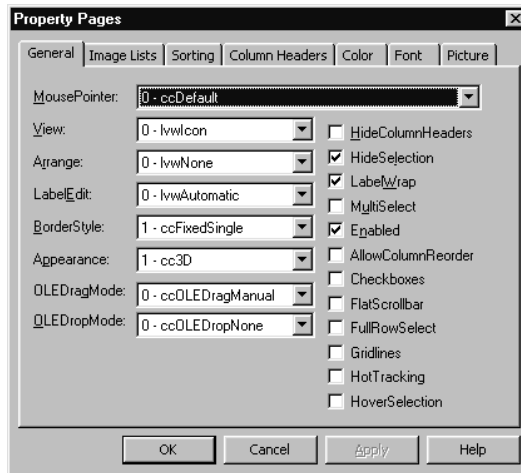 Property Pages
General Image Lists Sorting Column Headers Color Font Picture
MousePointer: 0 - ccDefault
View: 0 - lvwIcon
Arrange: 0 - lvwNone
LabelEdit: 0 - lvwAutomatic
BorderStyle: 1 - ccFixedSingle
Appearance: 1 - cc3D
OLEDragMode: 0 - ccOLEDragManual
OLEDropMode: 0 - ccOLEDropNone
HideColumnHeaders
HideSelection
LabelWrap
MultiSelect
Enabled
AllowColumnReorder
Checkboxes
FlatScrollbar
FullRowSelect
Gridlines
HotTracking
HoverSelection
OK Cancel Apply Help